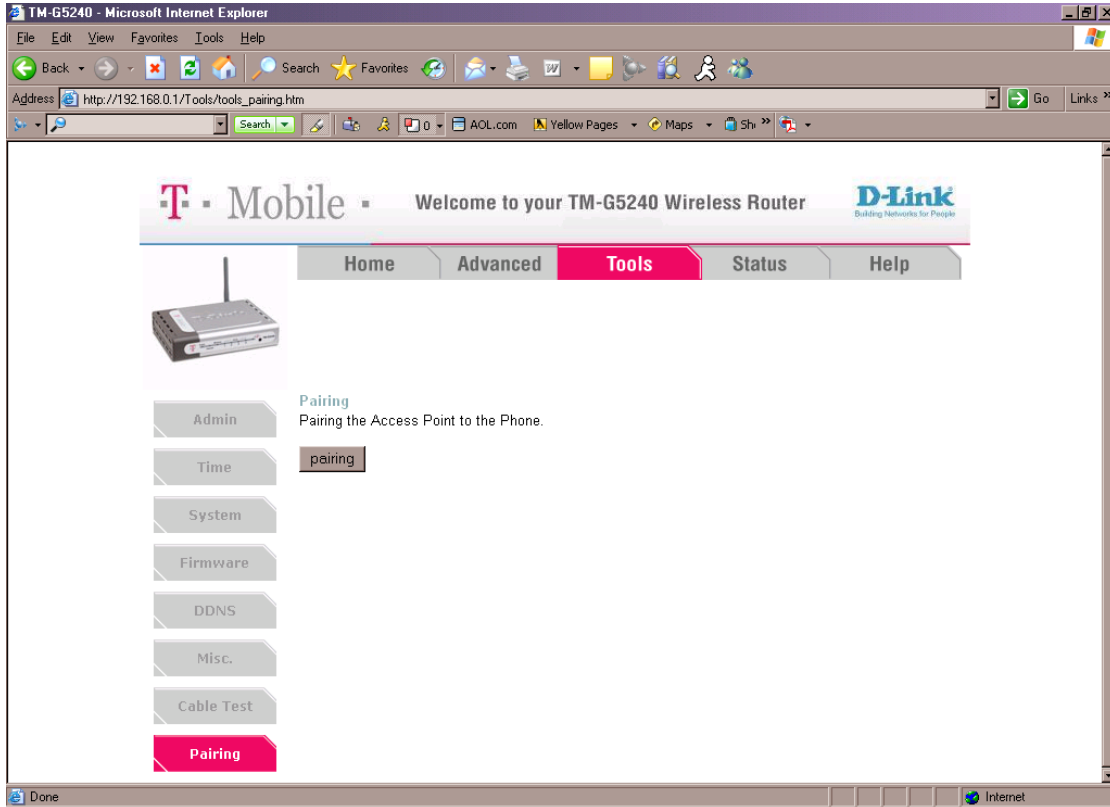 TM-G5240 - Microsoft Internet Explorer
File Edit View Favorites Tools Help
Back Search Favorites
Address http://192.168.0.1/Tools/tools_pairing.htm Go Links »
Search 0 AOL.com Yellow Pages Maps Sh »
T · Mobile · Welcome to your TM-G5240 Wireless Router D-Link
Building Networks for People
Home Advanced Tools Status Help
Pairing
Pairing the Access Point to the Phone.
pairing
Admin
Time
System
Firmware
DDNS
Misc.
Cable Test
Pairing
Done Internet